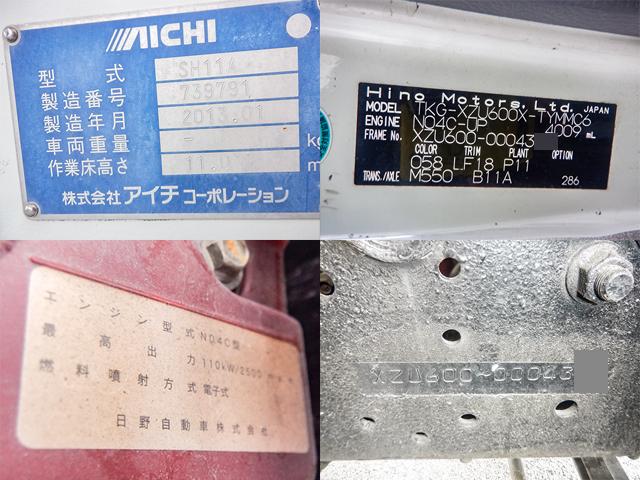 AICHI
型式 SH11A
製造番号 739791
製造年月 2013.01
車両重量 - kg
作業床高さ 11.0 m
株式会社 アイチ コーポレーション
Hino Motors,Ltd. JAPAN
MODEL TKG-XZU600X-TYMMC6
ENGINE N04C-UP 4009 mL
FRAME No. XZU600-00043
COLOR TRIM PLANT OPTION
058 LF18 P11
TRANS./AXLE M550 B11A 286
エンジン型式 N04C型
最高出力 110kW/2500
燃料噴射方式 電子式
日野自動車株式会社
XZU600-00043